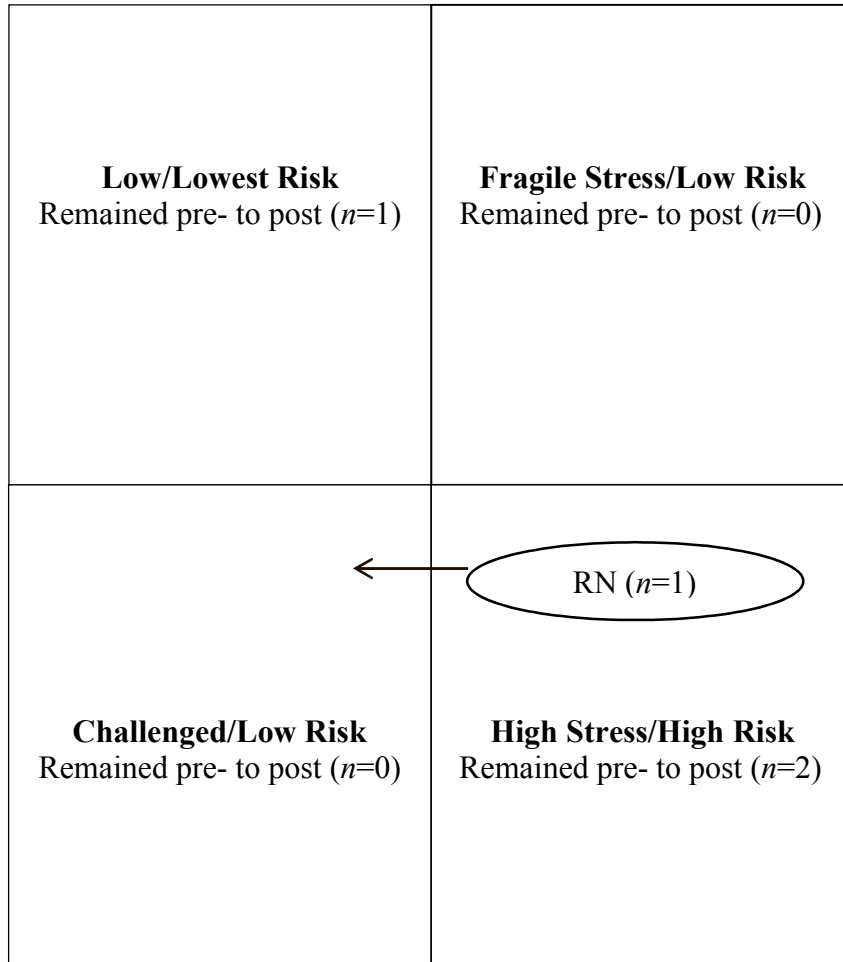 Low/Lowest Risk
Remained pre- to post (n=1)
Fragile Stress/Low Risk
Remained pre- to post (n=0)
RN (n=1)
Challenged/Low Risk
Remained pre- to post (n=0)
High Stress/High Risk
Remained pre- to post (n=2)